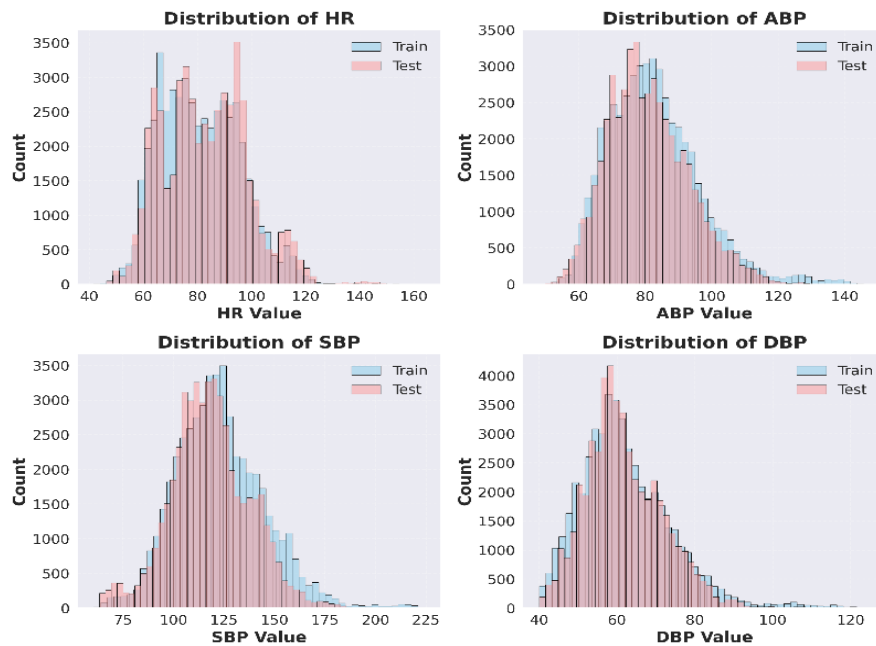 Distribution of HR
3500
3000
2500
2000
1500
1000
500
0
Count
40 60 80 100 120 140 160
HR Value
Train
Test
Distribution of ABP
3500
3000
2500
2000
1500
1000
500
0
Count
60 80 100 120 140
ABP Value
Train
Test
Distribution of SBP
3500
3000
2500
2000
1500
1000
500
0
Count
75 100 125 150 175 200 225
SBP Value
Train
Test
Distribution of DBP
4000
3500
3000
2500
2000
1500
1000
500
0
Count
40 60 80 100 120
DBP Value
Train
Test